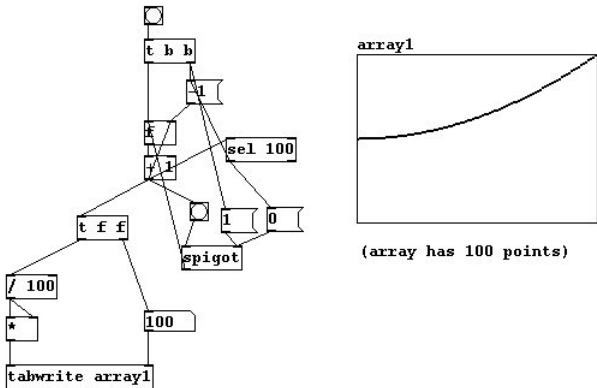 t b b
-1
f
+ 1
sel 100
1
0
t f f
spigot
/ 100
*
100
tabwrite array1
array1
(array has 100 points)